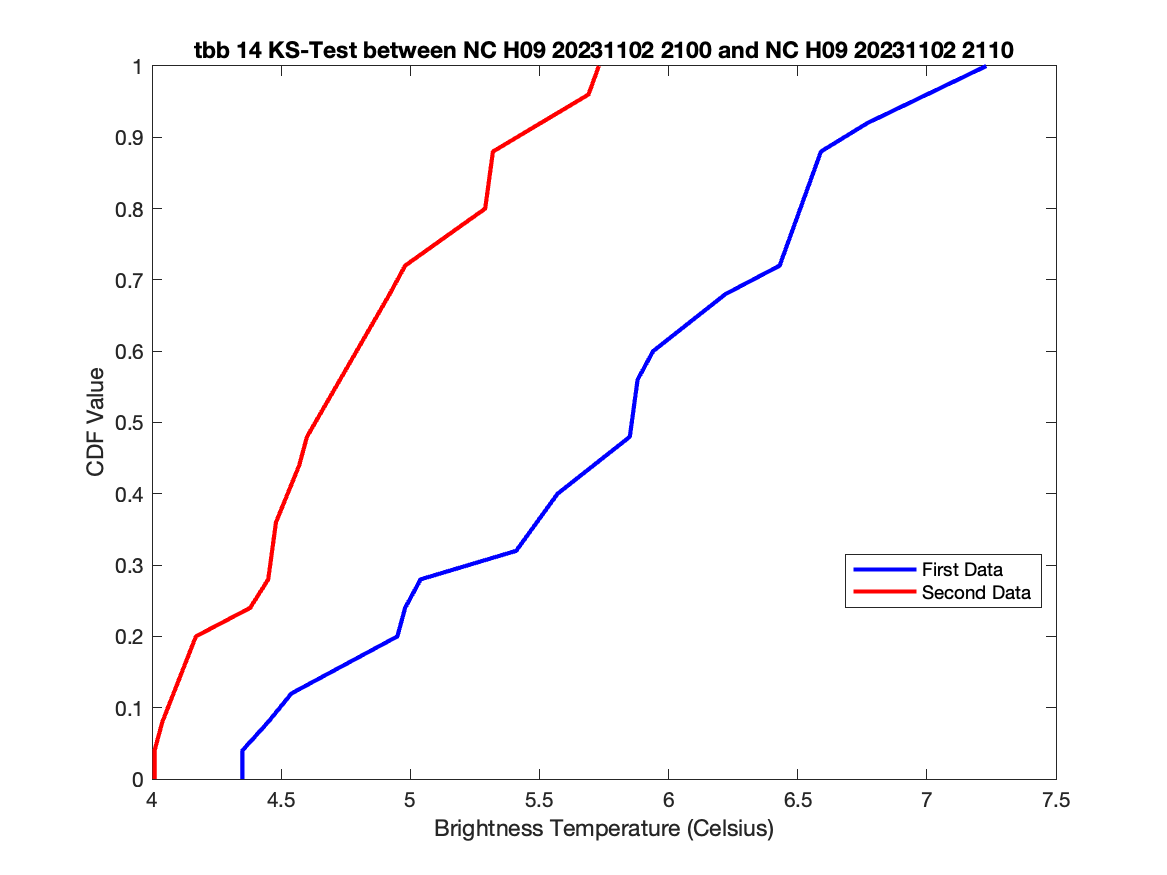 tbb 14 KS-Test between NC H09 20231102 2100 and NC H09 20231102 2110
1
0.9
0.8
0.7
0.6
0.5
0.4
0.3
0.2
0.1
0
CDF Value
First Data
Second Data
4 4.5 5 5.5 6 6.5 7 7.5
Brightness Temperature (Celsius)